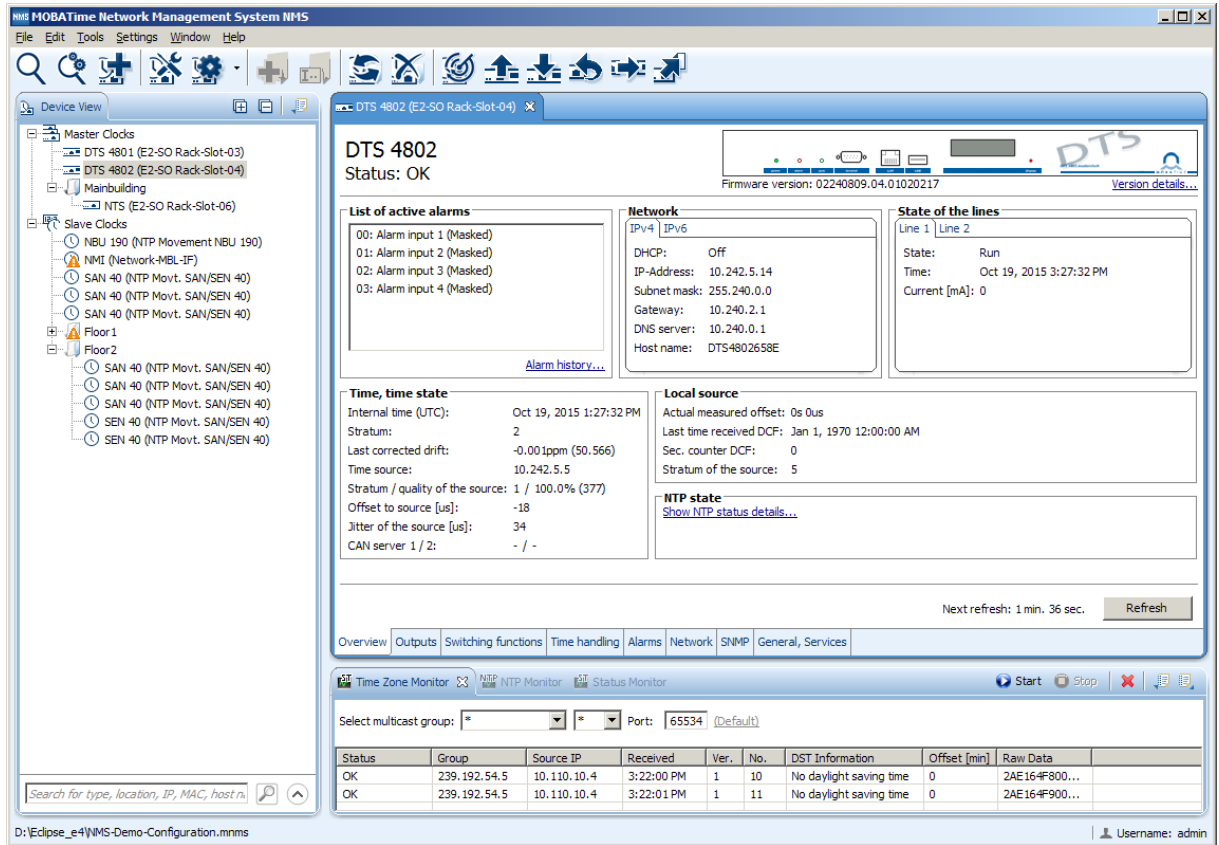 NMS MOBATime Network Management System NMS
File Edit Tools Settings Window Help
Device View
Master Clocks
DTS 4801 (E2-SO Rack-Slot-03)
DTS 4802 (E2-SO Rack-Slot-04)
Mainbuilding
NTS (E2-SO Rack-Slot-06)
Slave Clocks
NBU 190 (NTP Movement NBU 190)
NMI (Network-MBL-IF)
SAN 40 (NTP Movt. SAN/SEN 40)
SAN 40 (NTP Movt. SAN/SEN 40)
SAN 40 (NTP Movt. SAN/SEN 40)
Floor1
Floor2
SAN 40 (NTP Movt. SAN/SEN 40)
SAN 40 (NTP Movt. SAN/SEN 40)
SAN 40 (NTP Movt. SAN/SEN 40)
SEN 40 (NTP Movt. SAN/SEN 40)
SEN 40 (NTP Movt. SAN/SEN 40)
Search for type, location, IP, MAC, host n
DTS 4802 (E2-SO Rack-Slot-04)
DTS 4802
Status: OK
DTS
Firmware version: 02240809.04.01020217
Version details...
List of active alarms
00: Alarm input 1 (Masked)
01: Alarm input 2 (Masked)
02: Alarm input 3 (Masked)
03: Alarm input 4 (Masked)
Alarm history...
Network
IPv4 IPv6
DHCP: Off
IP-Address: 10.242.5.14
Subnet mask: 255.240.0.0
Gateway: 10.240.2.1
DNS server: 10.240.0.1
Host name: DTS4802658E
State of the lines
Line 1 Line 2
State: Run
Time: Oct 19, 2015 3:27:32 PM
Current [mA]: 0
Time, time state
Internal time (UTC): Oct 19, 2015 1:27:32 PM
Stratum: 2
Last corrected drift: -0.001ppm (50.566)
Time source: 10.242.5.5
Stratum / quality of the source: 1 / 100.0% (377)
Offset to source [us]: -18
Jitter of the source [us]: 34
CAN server 1 / 2: - / -
Local source
Actual measured offset: 0s 0us
Last time received DCF: Jan 1, 1970 12:00:00 AM
Sec. counter DCF: 0
Stratum of the source: 5
NTP state
Show NTP status details...
Next refresh: 1 min. 36 sec. Refresh
Overview Outputs Switching functions Time handling Alarms Network SNMP General, Services
Time Zone Monitor NTP Monitor Status Monitor Start Stop
Select multicast group: * * Port: 65534 (Default)
Status Group Source IP Received Ver. No. DST Information Offset [min] Raw Data
OK 239.192.54.5 10.110.10.4 3:22:00 PM 1 10 No daylight saving time 0 2AE164F800...
OK 239.192.54.5 10.110.10.4 3:22:01 PM 1 11 No daylight saving time 0 2AE164F900...
D:\Eclipse_e4\NMS-Demo-Configuration.mnms Username: admin